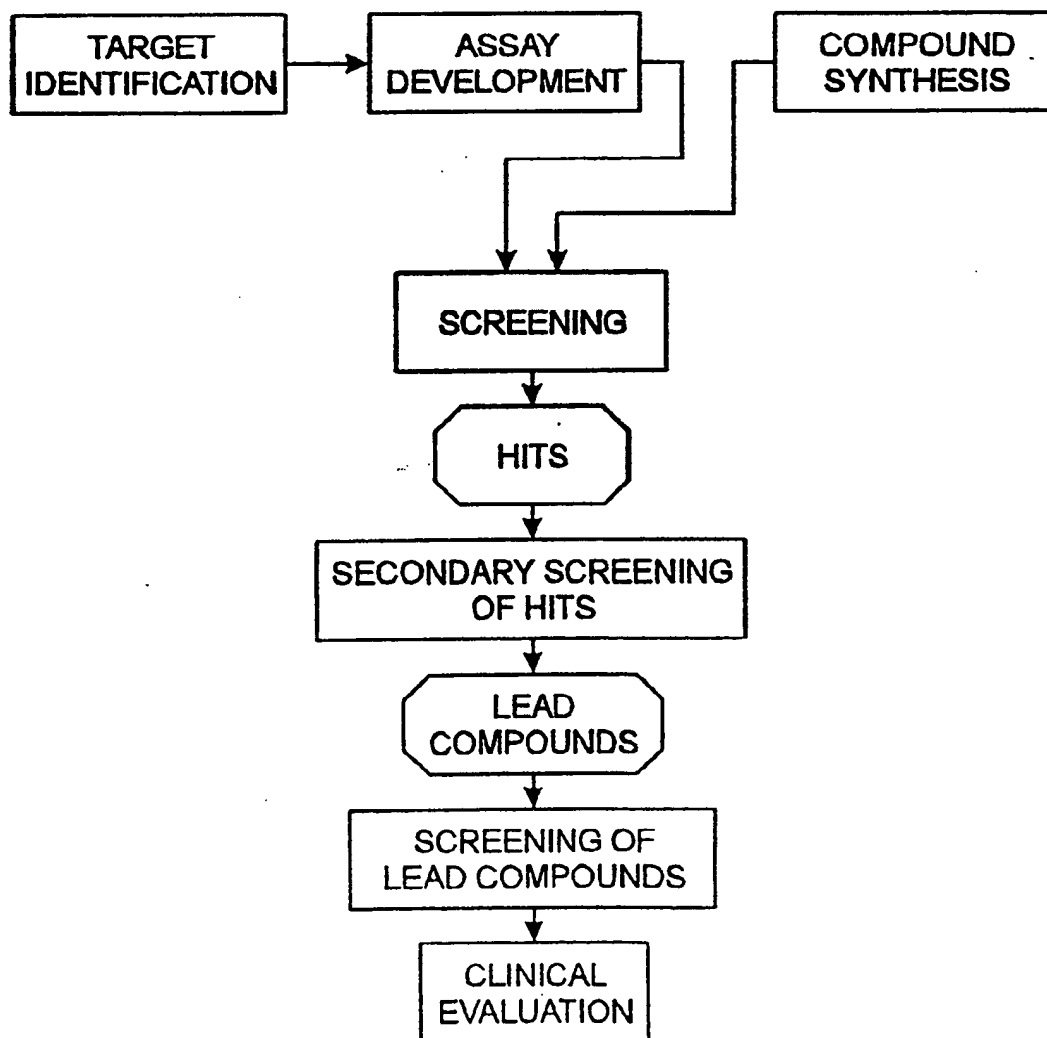 TARGET
IDENTIFICATION
ASSAY
DEVELOPMENT
COMPOUND
SYNTHESIS
SCREENING
HITS
SECONDARY SCREENING
OF HITS
LEAD
COMPOUNDS
SCREENING OF
LEAD COMPOUNDS
CLINICAL
EVALUATION